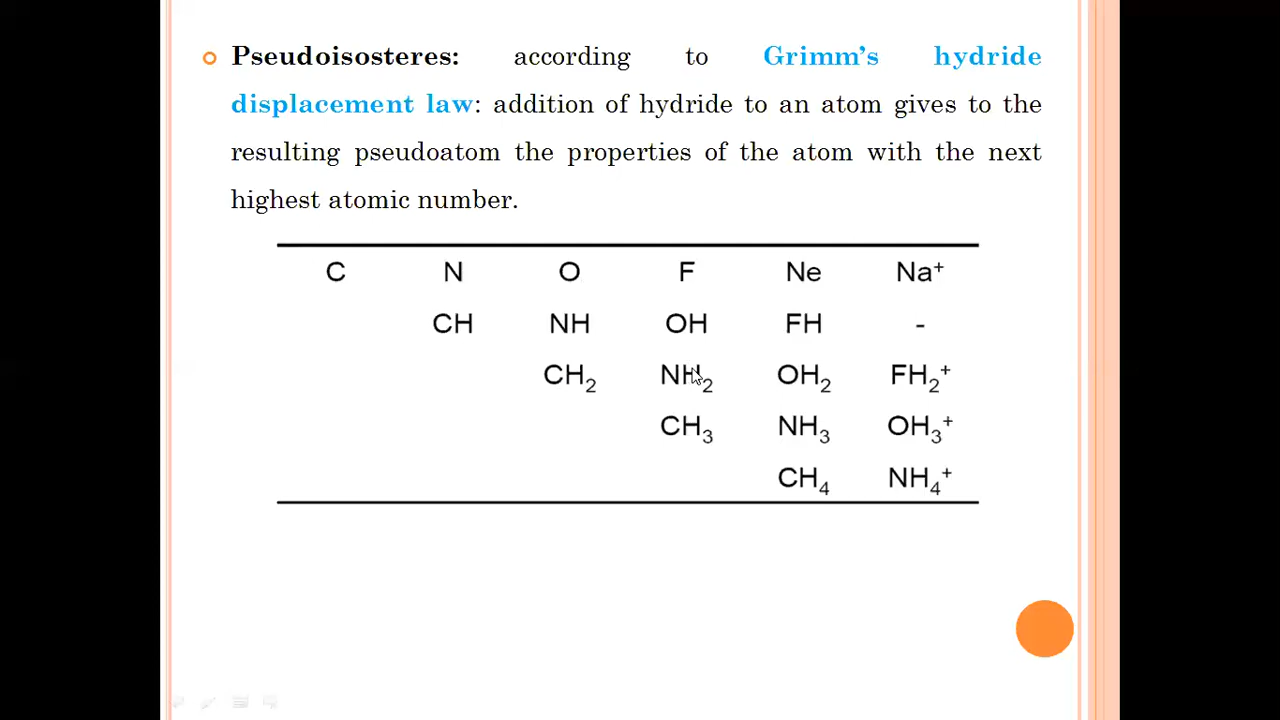 Pseudoisosteres: according to Grimm's hydride
displacement law: addition of hydride to an atom gives to the
resulting pseudoatom the properties of the atom with the next
highest atomic number.
C N O F Ne Na⁺
CH NH OH FH -
CH₂ NH₂ OH₂ FH₂⁺
CH₃ NH₃ OH₃⁺
CH₄ NH₄⁺